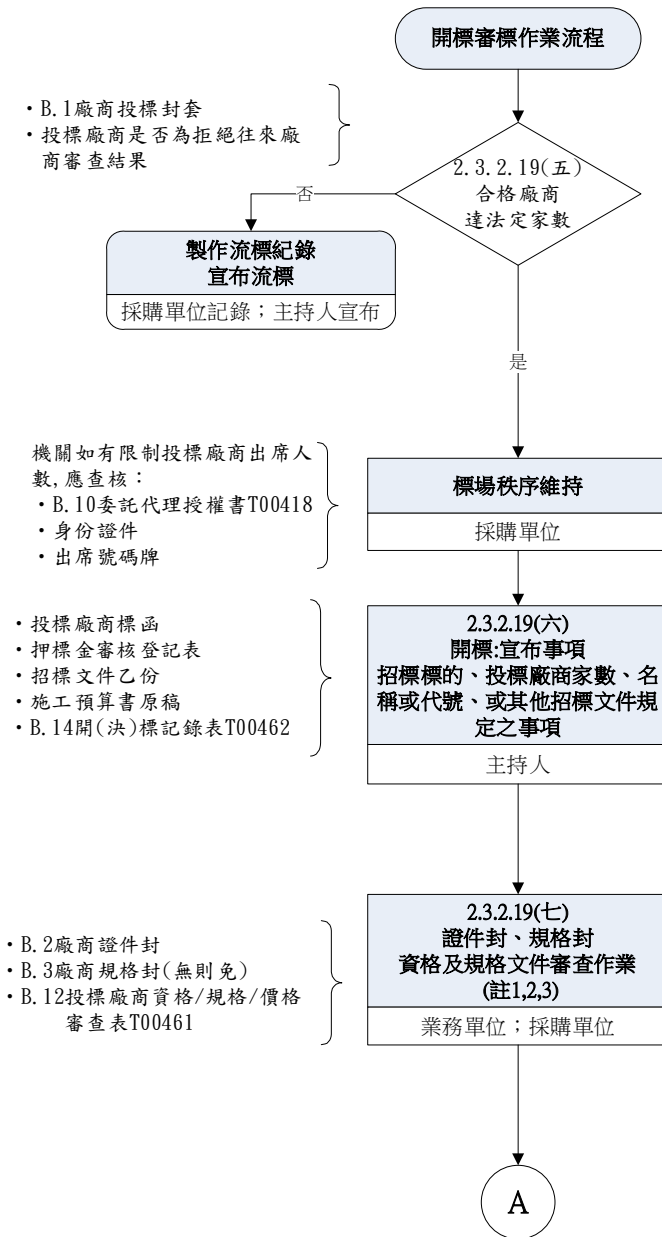 開標審標作業流程
・B.1廠商投標封套
・投標廠商是否為拒絕往來廠
商審查結果
2.3.2.19(五)
合格廠商
達法定家數
否
製作流標紀錄
宣布流標
採購單位記錄；主持人宣布
是
機關如有限制投標廠商出席人
數,應查核：
・B.10委託代理授權書T00418
・身份證件
・出席號碼牌
標場秩序維持
採購單位
・投標廠商標函
・押標金審核登記表
・招標文件乙份
・施工預算書原稿
・B.14開(決)標記錄表T00462
2.3.2.19(六)
開標:宣布事項
招標標的、投標廠商家數、名
稱或代號、或其他招標文件規
定之事項
主持人
・B.2廠商證件封
・B.3廠商規格封(無則免)
・B.12投標廠商資格/規格/價格
審查表T00461
2.3.2.19(七)
證件封、規格封
資格及規格文件審查作業
(註1,2,3)
業務單位；採購單位
A